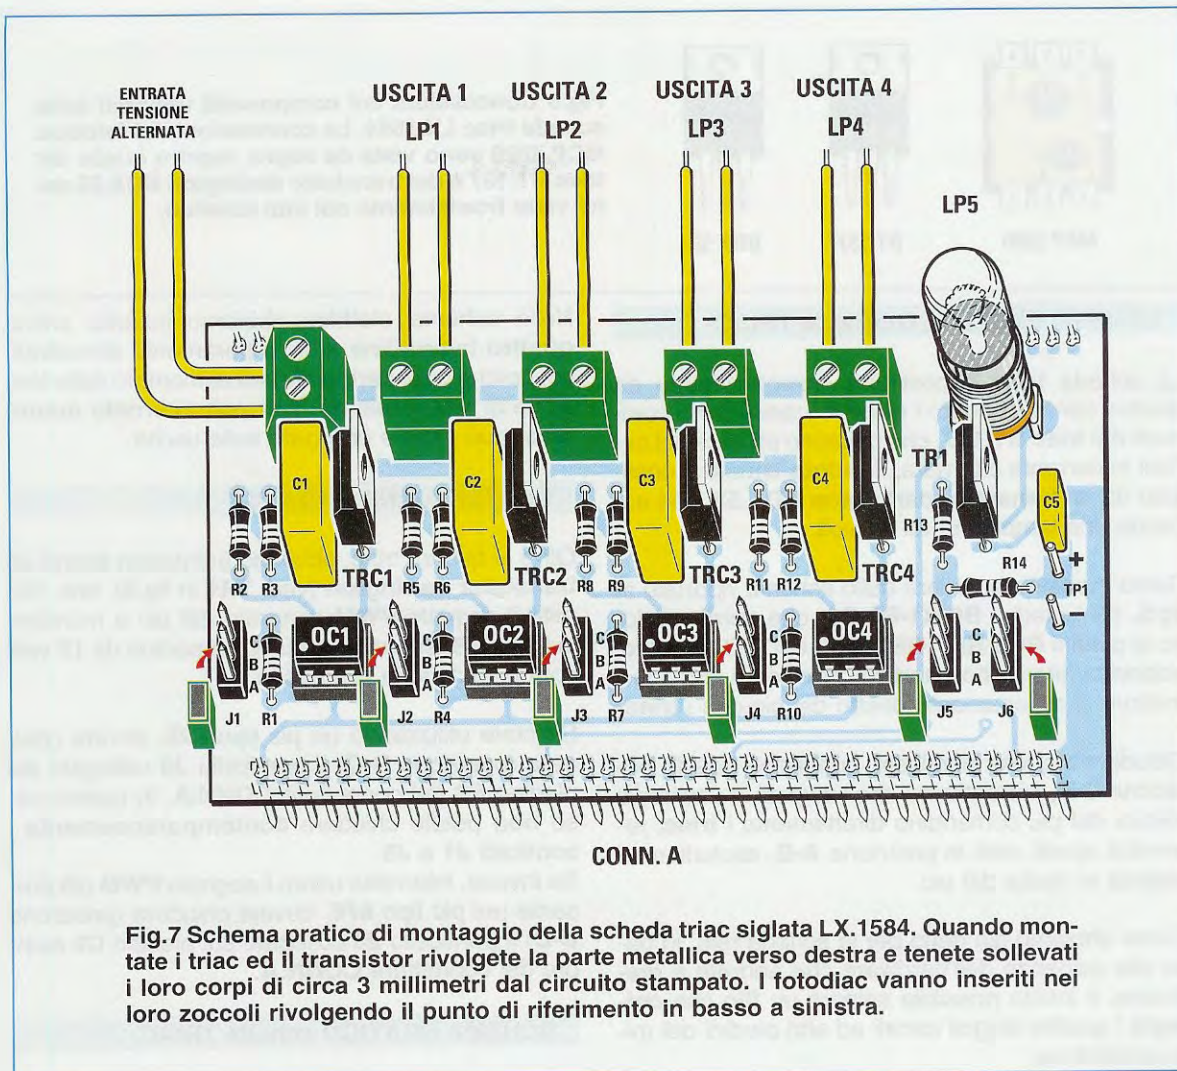 ENTRATA
TENSIONE
ALTERNATA
USCITA 1
LP1
USCITA 2
LP2
USCITA 3
LP3
USCITA 4
LP4
LP5
C1
C2
C3
C4
TR1
C5
R2 R3
TRC1
R5 R6
TRC2
R8 R9
TRC3
R11 R12
TRC4
R13
R14
+
TP1
-
OC1
OC2
OC3
OC4
C
B
A
C
B
A
C
B
A
C
B
A
C
B
A
J1 R1
J2 R4
J3 R7
J4 R10
J5
J6
CONN. A
Fig.7 Schema pratico di montaggio della scheda triac siglata LX.1584. Quando mon-
tate i triac ed il transistor rivolgete la parte metallica verso destra e tenete sollevati
i loro corpi di circa 3 millimetri dal circuito stampato. I fotodiac vanno inseriti nei
loro zoccoli rivolgendo il punto di riferimento in basso a sinistra.